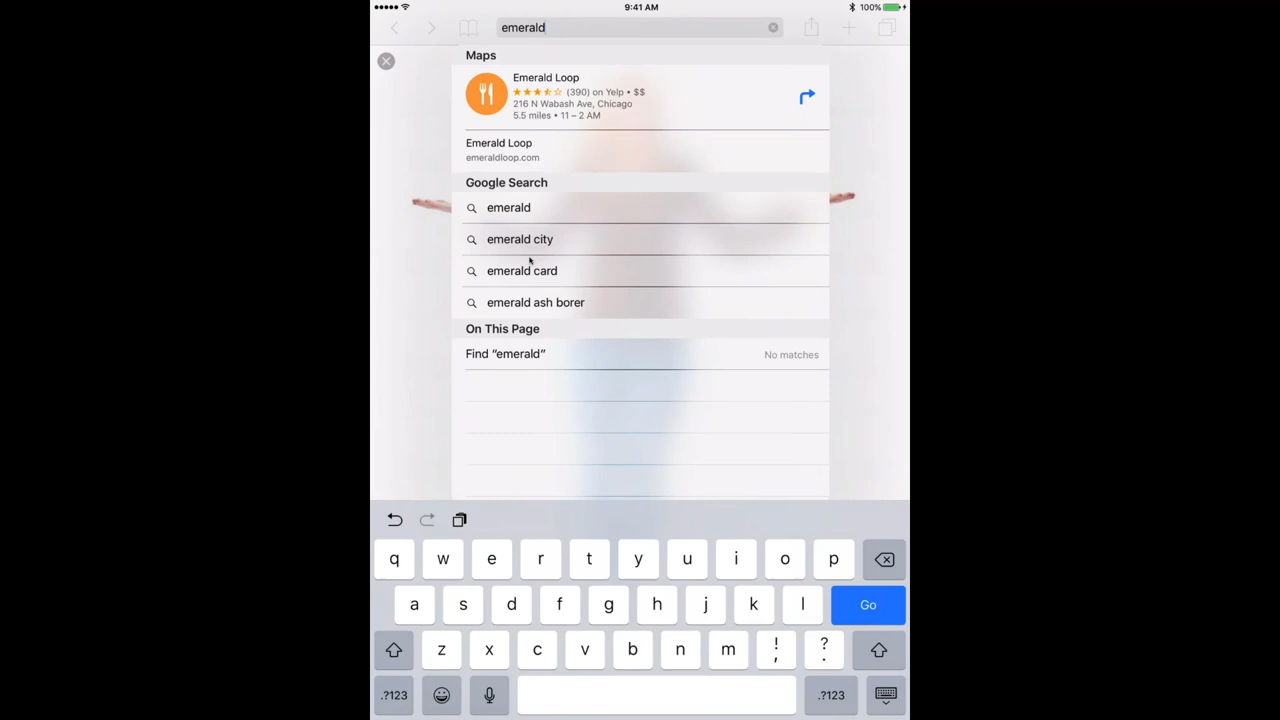 9:41 AM
100%
emerald
Maps
Emerald Loop
(390) on Yelp • $$
216 N Wabash Ave, Chicago
5.5 miles • 11 – 2 AM
Emerald Loop
emeraldloop.com
Google Search
emerald
emerald city
emerald card
emerald ash borer
On This Page
Find “emerald” No matches
q w e r t y u i o p
a s d f g h j k l Go
z x c v b n m ! , ? .
.?123 .?123